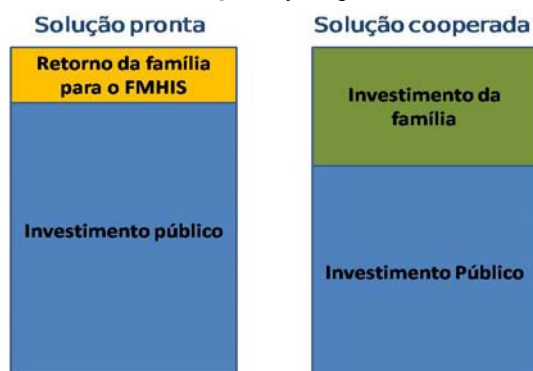 Solução pronta
Retorno da família
para o FMHIS
Investimento público
Solução cooperada
Investimento da
família
Investimento Público